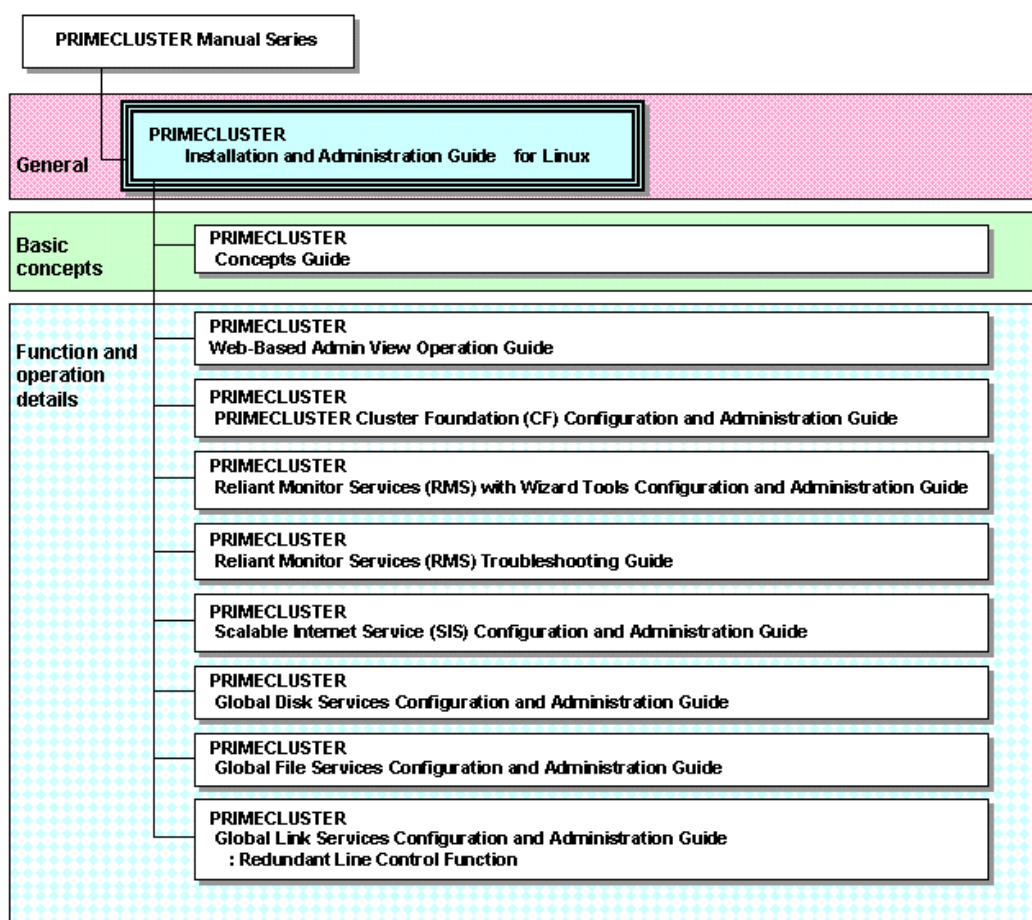 PRIMECLUSTER Manual Series
General
PRIMECLUSTER
Installation and Administration Guide for Linux
Basic
concepts
PRIMECLUSTER
Concepts Guide
Function and
operation
details
PRIMECLUSTER
Web-Based Admin View Operation Guide
PRIMECLUSTER
PRIMECLUSTER Cluster Foundation (CF) Configuration and Administration Guide
PRIMECLUSTER
Reliant Monitor Services (RMS) with Wizard Tools Configuration and Administration Guide
PRIMECLUSTER
Reliant Monitor Services (RMS) Troubleshooting Guide
PRIMECLUSTER
Scalable Internet Service (SIS) Configuration and Administration Guide
PRIMECLUSTER
Global Disk Services Configuration and Administration Guide
PRIMECLUSTER
Global File Services Configuration and Administration Guide
PRIMECLUSTER
Global Link Services Configuration and Administration Guide
: Redundant Line Control Function